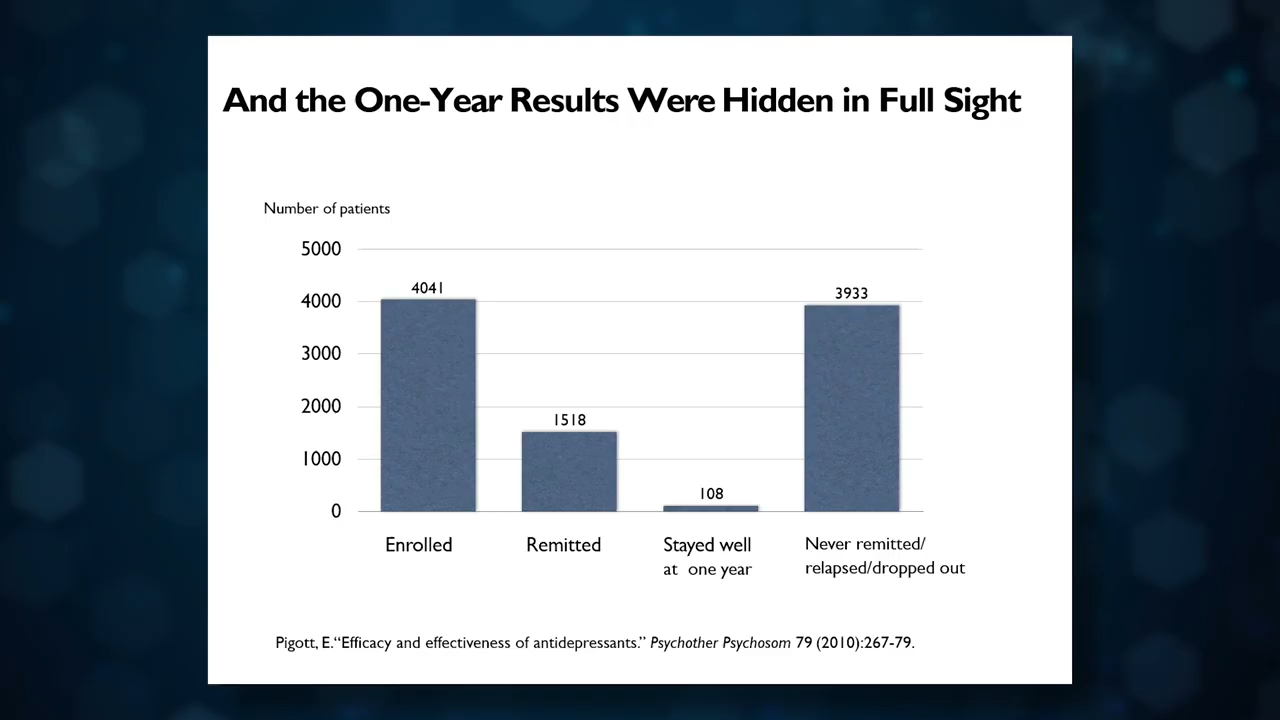 And the One-Year Results Were Hidden in Full Sight
Number of patients
5000
4000
3000
2000
1000
0
4041
1518
108
3933
Enrolled
Remitted
Stayed well
at one year
Never remitted/
relapsed/dropped out
Pigott, E.“Efficacy and effectiveness of antidepressants.” Psychother Psychosom 79 (2010):267-79.